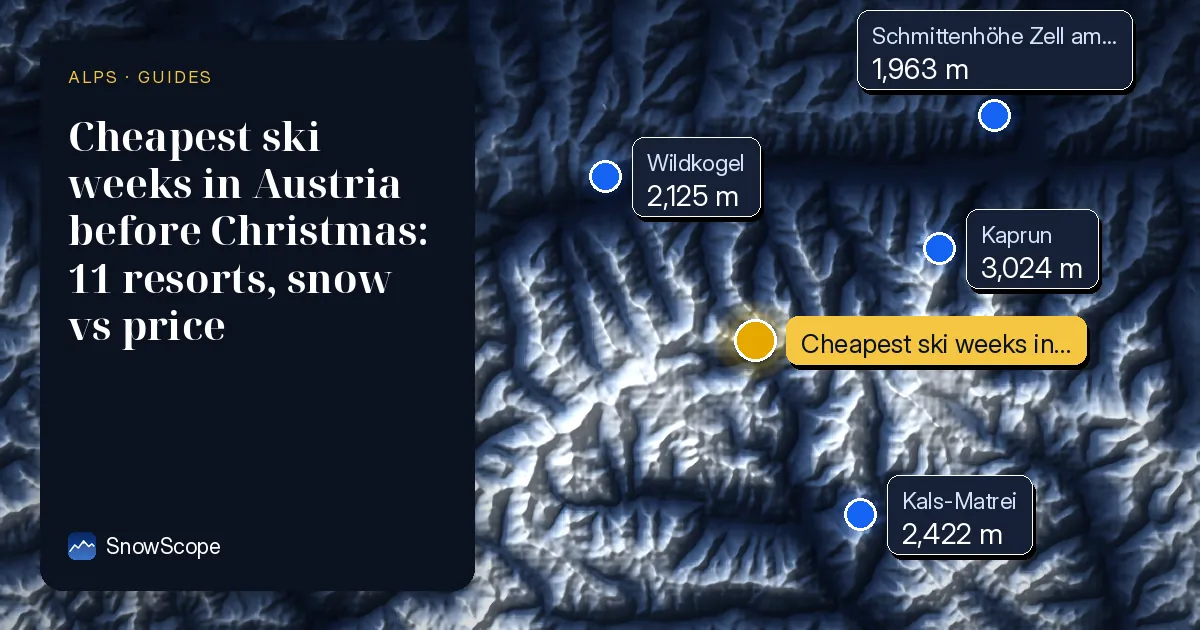 ALPS · GUIDES
Cheapest ski
weeks in Austria
before Christmas:
11 resorts, snow
vs price
SnowScope
Schmittenhöhe Zell am...
1,963 m
Wildkogel
2,125 m
Kaprun
3,024 m
Cheapest ski weeks in...
Kals-Matrei
2,422 m